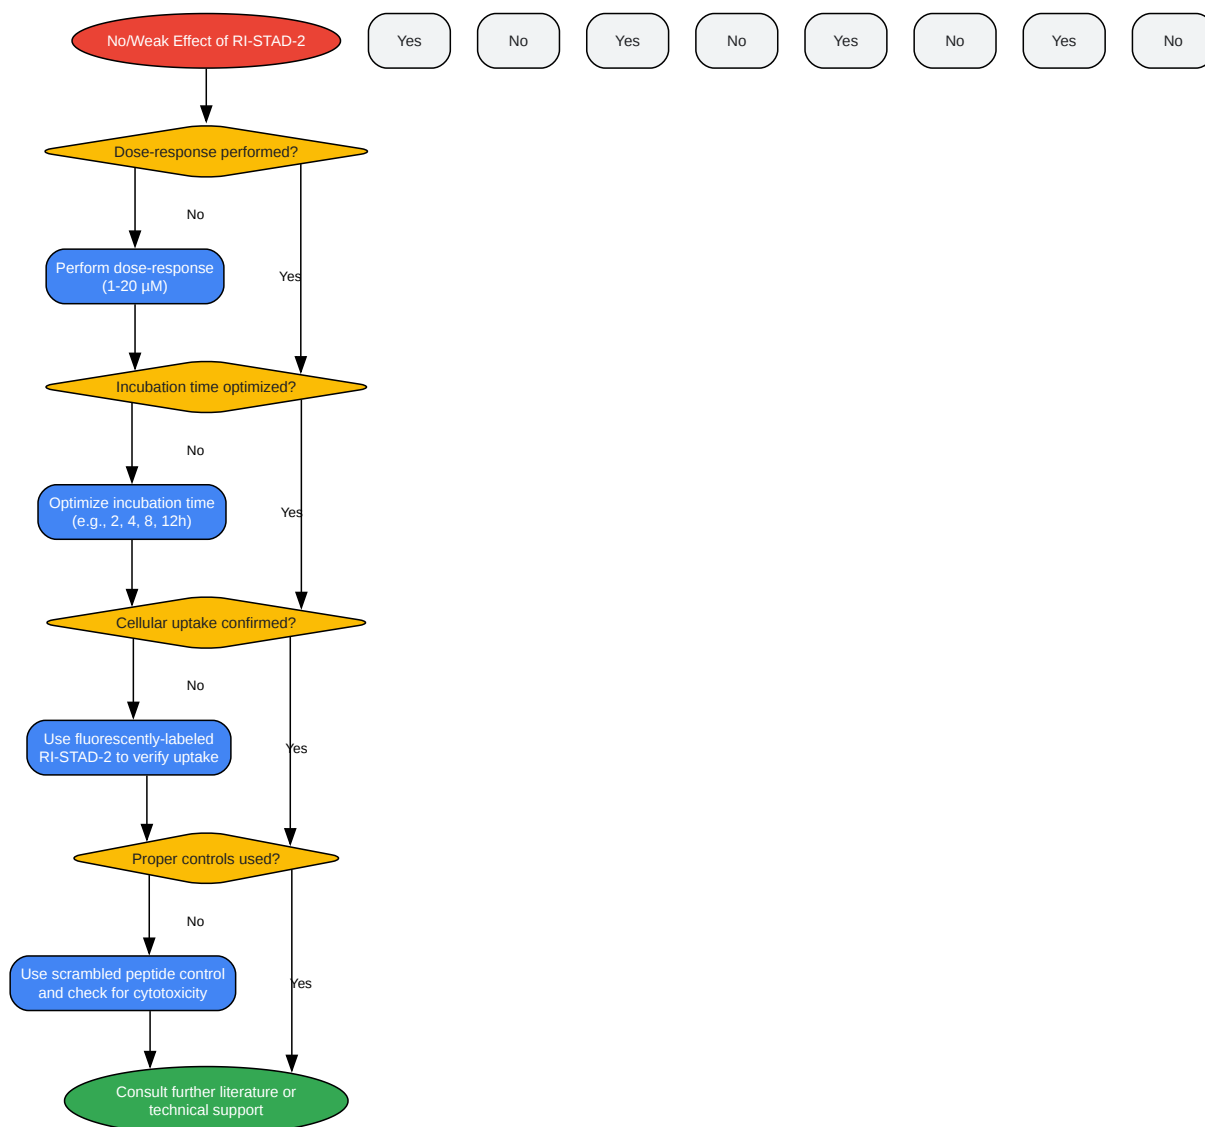 No/Weak Effect of RI-STAD-2
Yes
No
Yes
No
Yes
No
Yes
No
Dose-response performed?
No
Perform dose-response
(1-20 µM)
Yes
Incubation time optimized?
No
Optimize incubation time
(e.g., 2, 4, 8, 12h)
Yes
Cellular uptake confirmed?
No
Use fluorescently-labeled
RI-STAD-2 to verify uptake
Yes
Proper controls used?
No
Use scrambled peptide control
and check for cytotoxicity
Yes
Consult further literature or
technical support